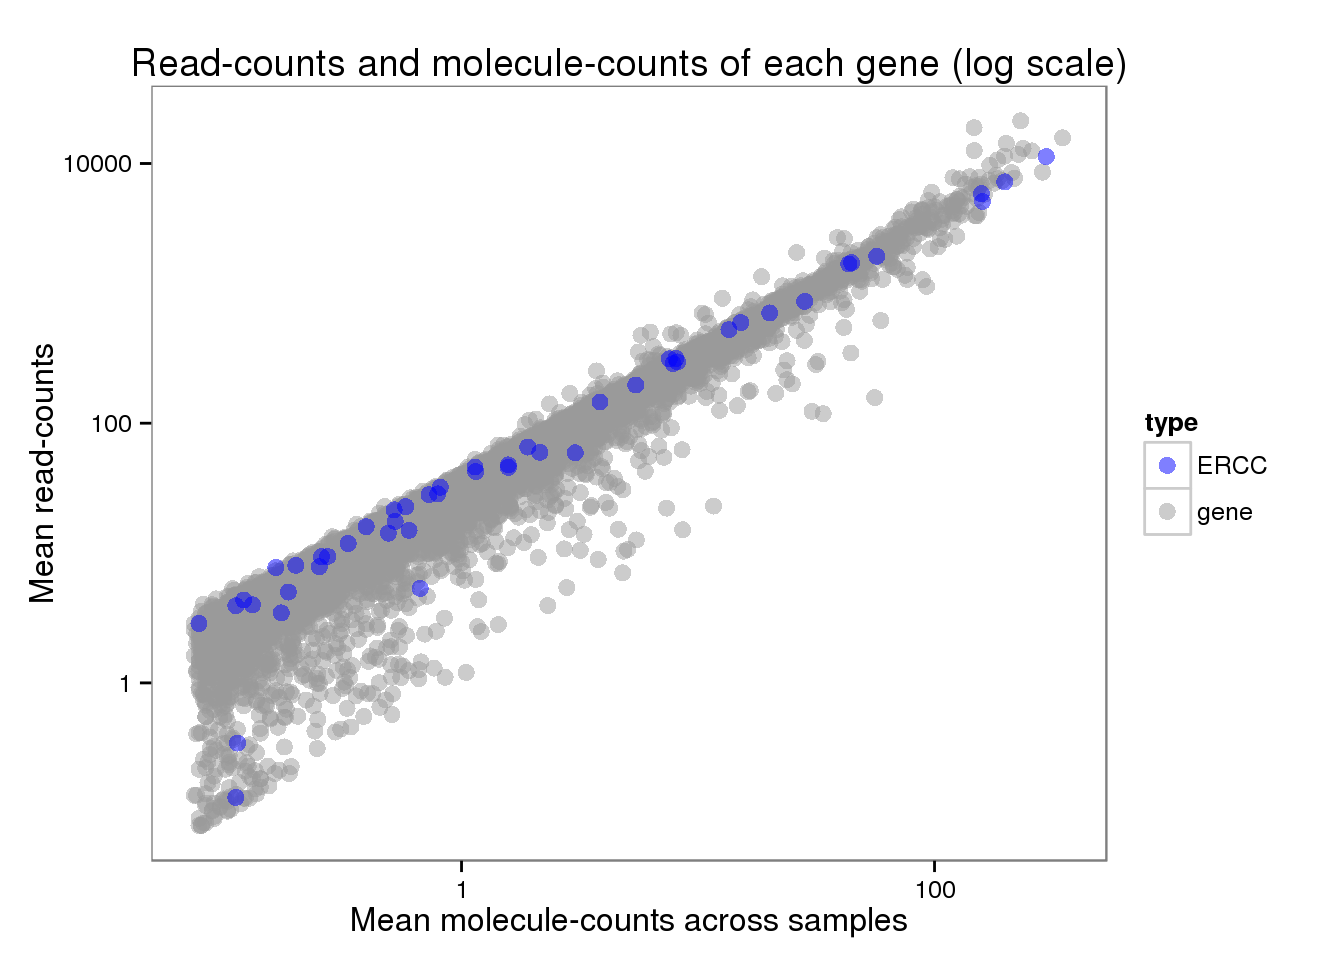 Read-counts and molecule-counts of each gene (log scale)
10000
100
1
Mean read-counts
1
100
Mean molecule-counts across samples
type
ERCC
gene